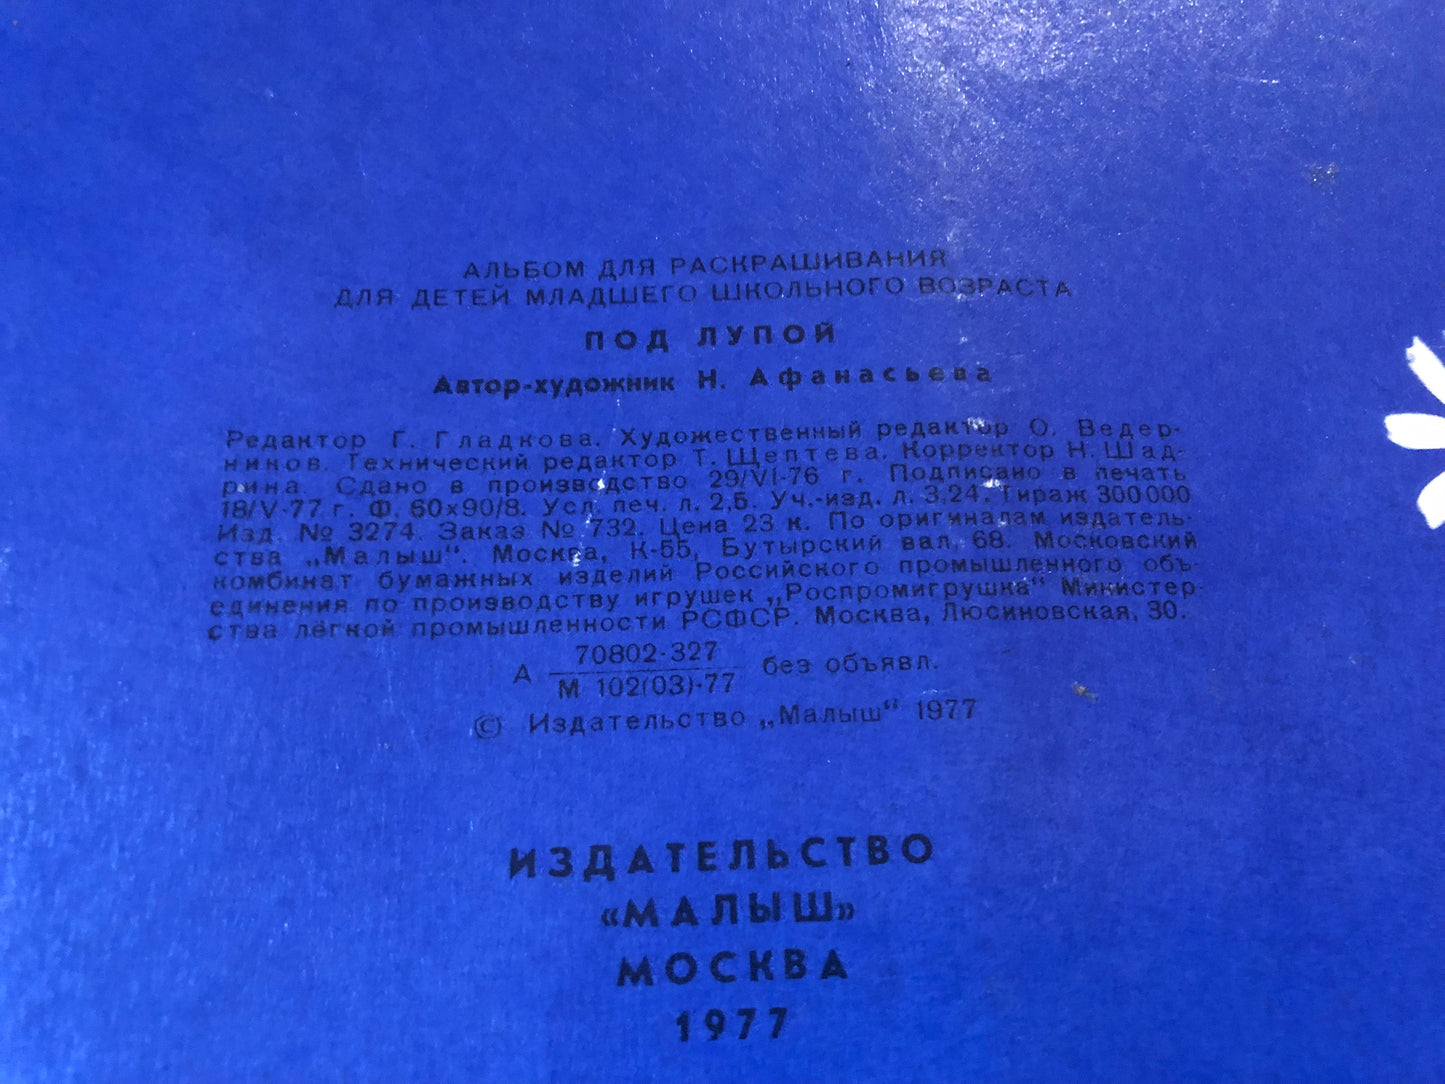 АЛЬБОМ ДЛЯ РАСКРАШИВАНИЯ
ДЛЯ ДЕТЕЙ МЛАДШЕГО ШКОЛЬНОГО ВОЗРАСТА
ПОД ЛУПОЙ
Автор-художник Н. Афанасьева
Редактор Г. Гладкова. Художественный редактор О. Ведер-
ников. Технический редактор Т. Щептева. Корректор Н. Шад-
рина. Сдано в производство 29/VI-76 г. Подписано в печать
18/V-77 г. Ф. 60×90/8. Усл. печ. л. 2,5. Уч.-изд. л. 3,24. Тираж 300000
Изд. № 3274. Заказ № 732. Цена 23 к. По оригиналам издатель-
ства „Малыш“. Москва, К-55, Бутырский вал, 68. Московский
комбинат бумажных изделий Российского промышленного объ-
единения по производству игрушек „Роспромигрушка“ Министер-
ства лёгкой промышленности РСФСР. Москва, Люсиновская, 30.
А 70802-327 без объявл.
М 102(03)-77
© Издательство „Малыш“ 1977
ИЗДАТЕЛЬСТВО
«МАЛЫШ»
МОСКВА
1977